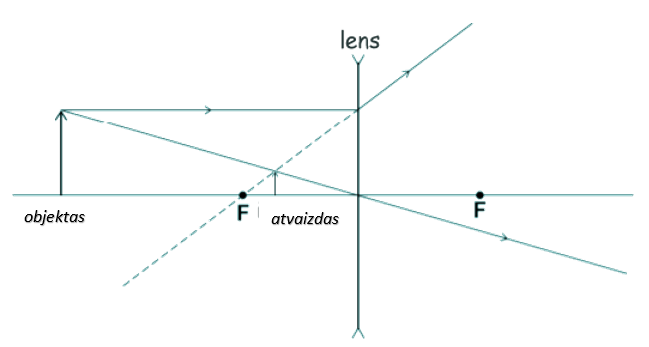 lens
F
F
objektas
atvaizdas